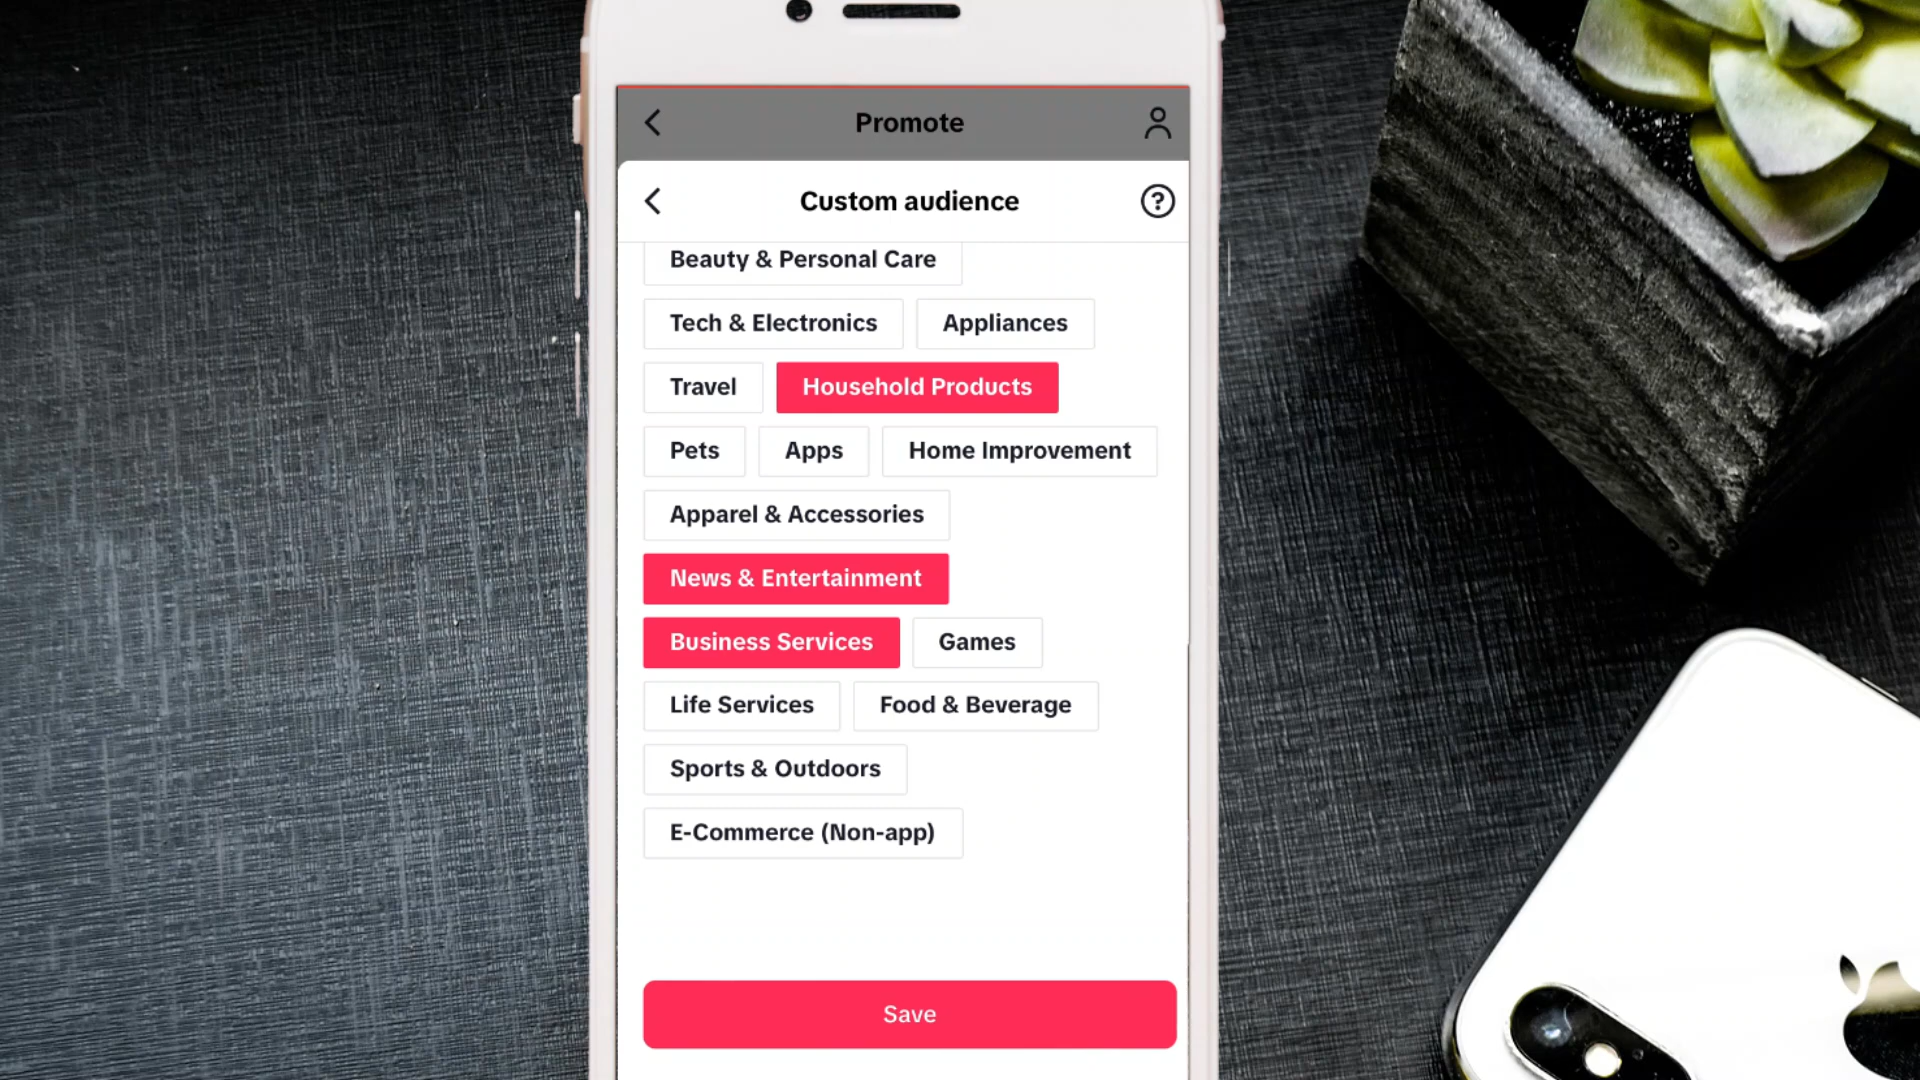 Promote
Custom audience
Beauty & Personal Care
Tech & Electronics Appliances
Travel Household Products
Pets Apps Home Improvement
Apparel & Accessories
News & Entertainment
Business Services Games
Life Services Food & Beverage
Sports & Outdoors
E-Commerce (Non-app)
Save